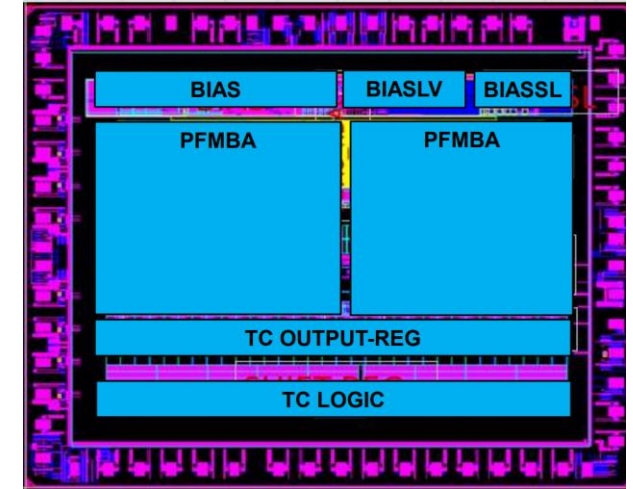 BIAS
BIASLV
BIASSL
PFMBA
PFMBA
TC OUTPUT-REG
TC LOGIC